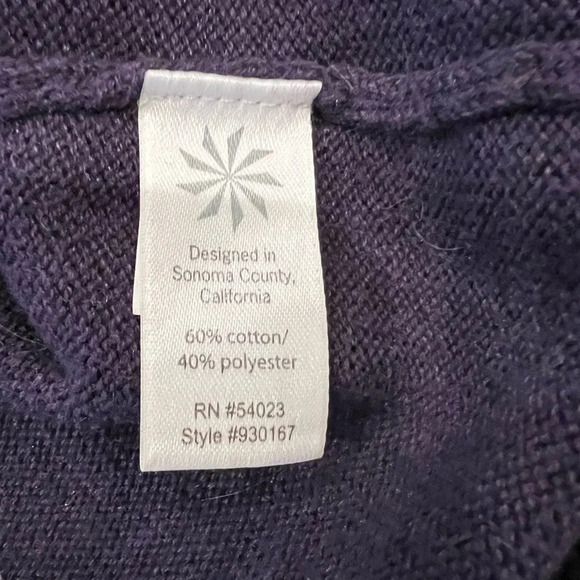 Designed in
Sonoma County,
California
60% cotton/
40% polyester
RN #54023
Style #930167